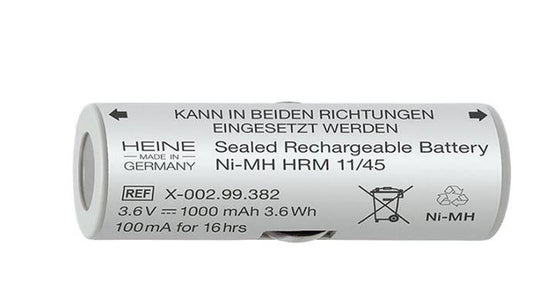 KANN IN BEIDEN RICHTUNGEN
EINGESETZT WERDEN
HEINE Sealed Rechargeable Battery
MADE IN
GERMANY Ni-MH HRM 11/45
REF X-002.99.382
3.6V ⎓ 1000 mAh 3.6Wh
100mA for 16hrs
Ni-MH